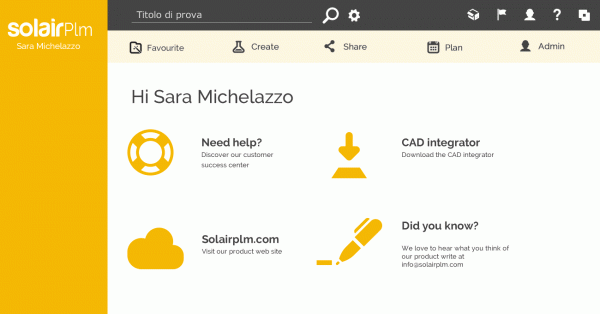 solairPlm
Sara Michelazzo
Titolo di prova
?
Favourite
Create
Share
Plan
Admin
Hi Sara Michelazzo
Need help?
Discover our customer
success center
CAD integrator
Download the CAD integrator
Solairplm.com
Visit our product web site
Did you know?
We love to hear what you think of
our product write at
info@solairplm.com